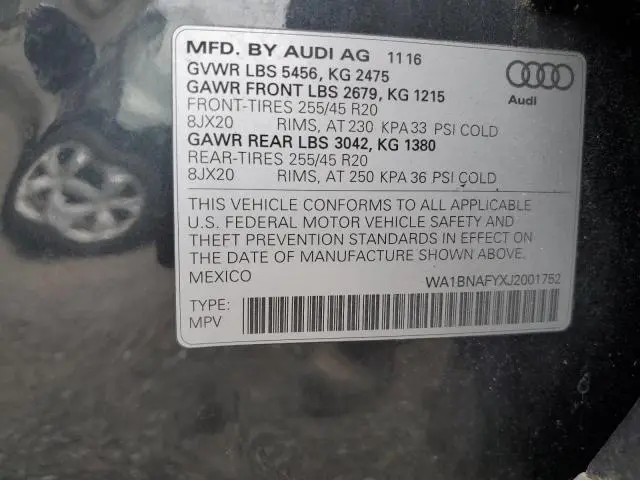 MFD. BY AUDI AG 11 16
GVWR LBS 5456, KG 2475
GAWR FRONT LBS 2679, KG 1215
FRONT-TIRES 255/45 R20
8JX20 RIMS, AT 230 KPA 33 PSI COLD
GAWR REAR LBS 3042, KG 1380
REAR-TIRES 255/45 R20
8JX20 RIMS, AT 250 KPA 36 PSI COLD
Audi
THIS VEHICLE CONFORMS TO ALL APPLICABLE
U.S. FEDERAL MOTOR VEHICLE SAFETY AND
THEFT PREVENTION STANDARDS IN EFFECT ON
THE DATE OF MANUFACTURE SHOWN ABOVE.
MEXICO WA1BNAFYXJ2001752
TYPE:
MPV